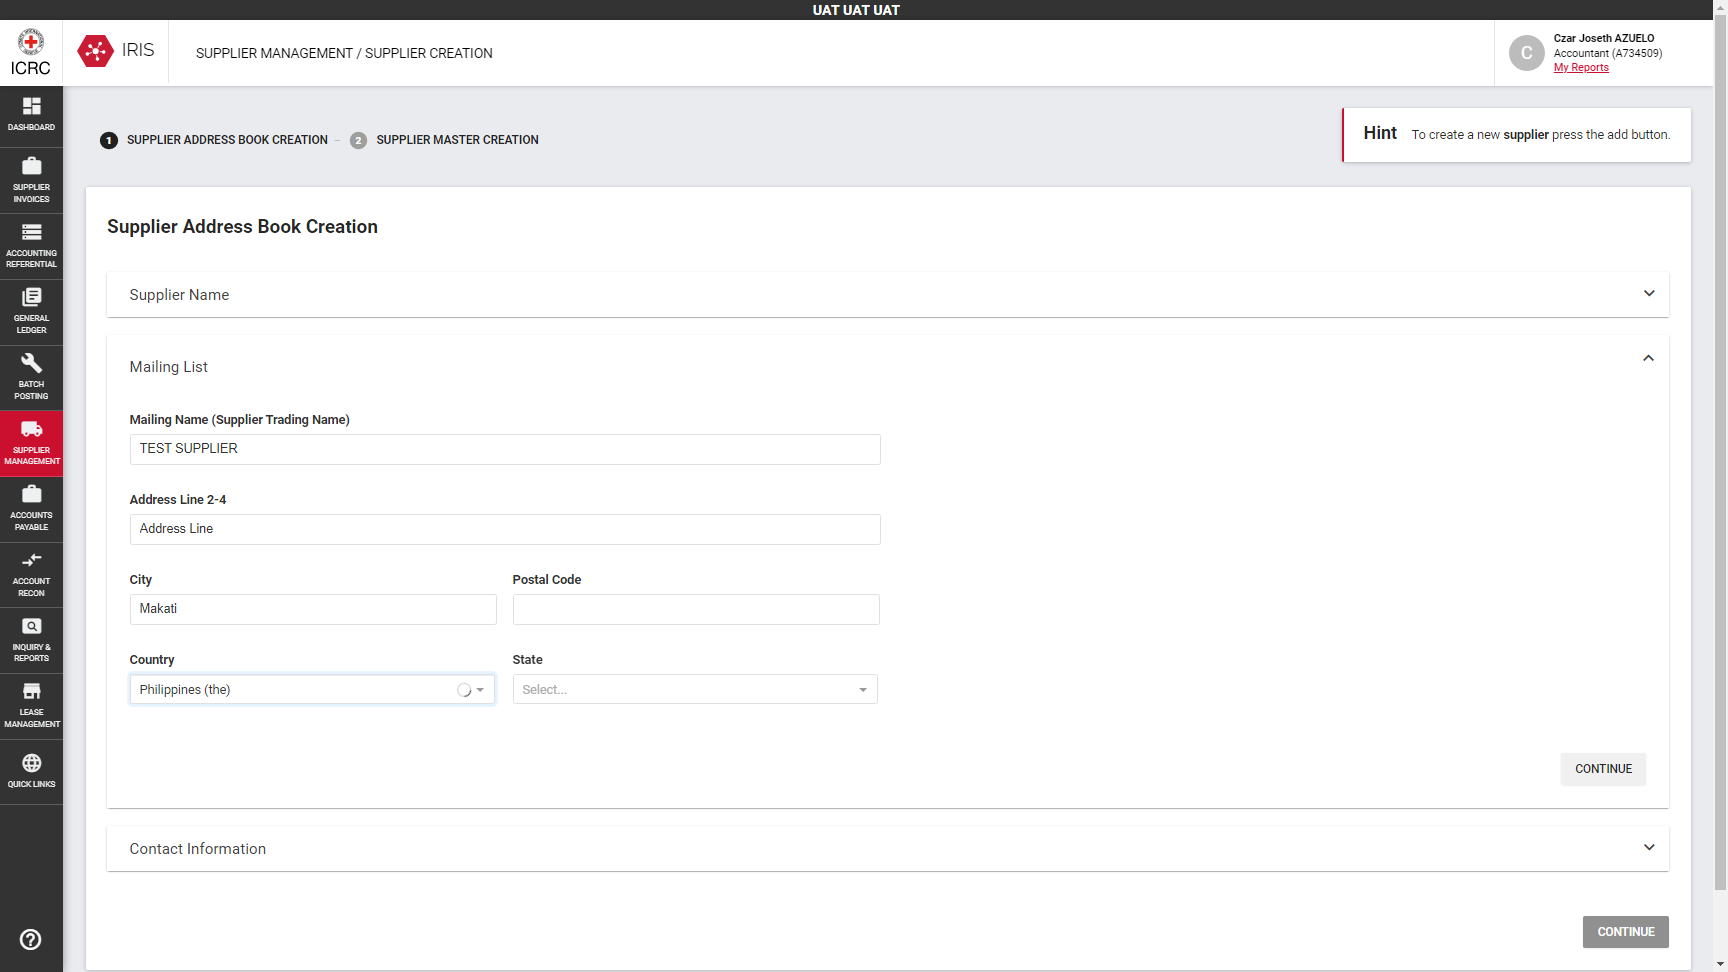 UAT UAT UAT
ICRC
IRIS
SUPPLIER MANAGEMENT / SUPPLIER CREATION
C
Czar Joseth AZUELO
Accountant (A734509)
My Reports
DASHBOARD
SUPPLIER
INVOICES
ACCOUNTING
REFERENTIAL
GENERAL
LEDGER
BATCH
POSTING
SUPPLIER
MANAGEMENT
ACCOUNTS
PAYABLE
ACCOUNT
RECON
INQUIRY &
REPORTS
LEASE
MANAGEMENT
QUICK LINKS
1 SUPPLIER ADDRESS BOOK CREATION – 2 SUPPLIER MASTER CREATION
Hint To create a new supplier press the add button.
Supplier Address Book Creation
Supplier Name
Mailing List
Mailing Name (Supplier Trading Name)
TEST SUPPLIER
Address Line 2-4
Address Line
City Postal Code
Makati
Country State
Philippines (the) Select...
CONTINUE
Contact Information
CONTINUE